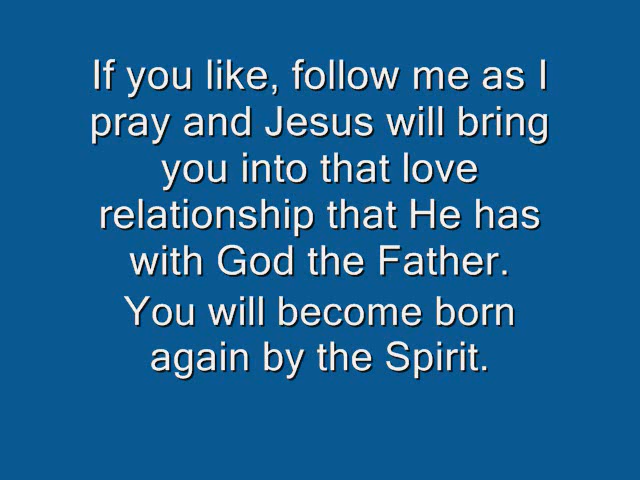 If you like, follow me as I
pray and Jesus will bring
you into that love
relationship that He has
with God the Father.
You will become born
again by the Spirit.